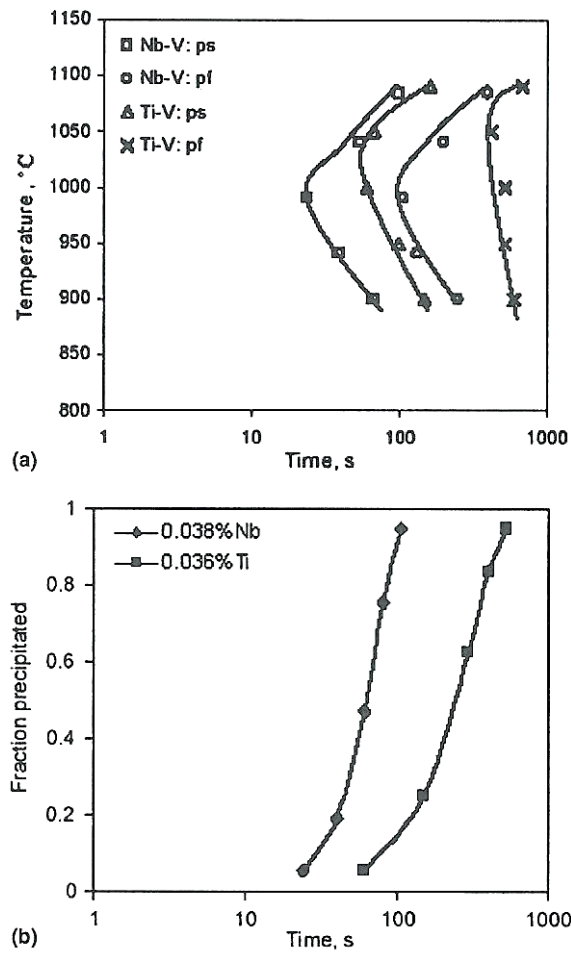 1150
1100
1050
1000
950
900
850
800
Temperature, °C
Nb-V: ps
Nb-V: pf
Ti-V: ps
Ti-V: pf
1 10 100 1000
Time, s
(a)
1
0.8
0.6
0.4
0.2
0
Fraction precipitated
0.038%Nb
0.036%Ti
1 10 100 1000
Time, s
(b)